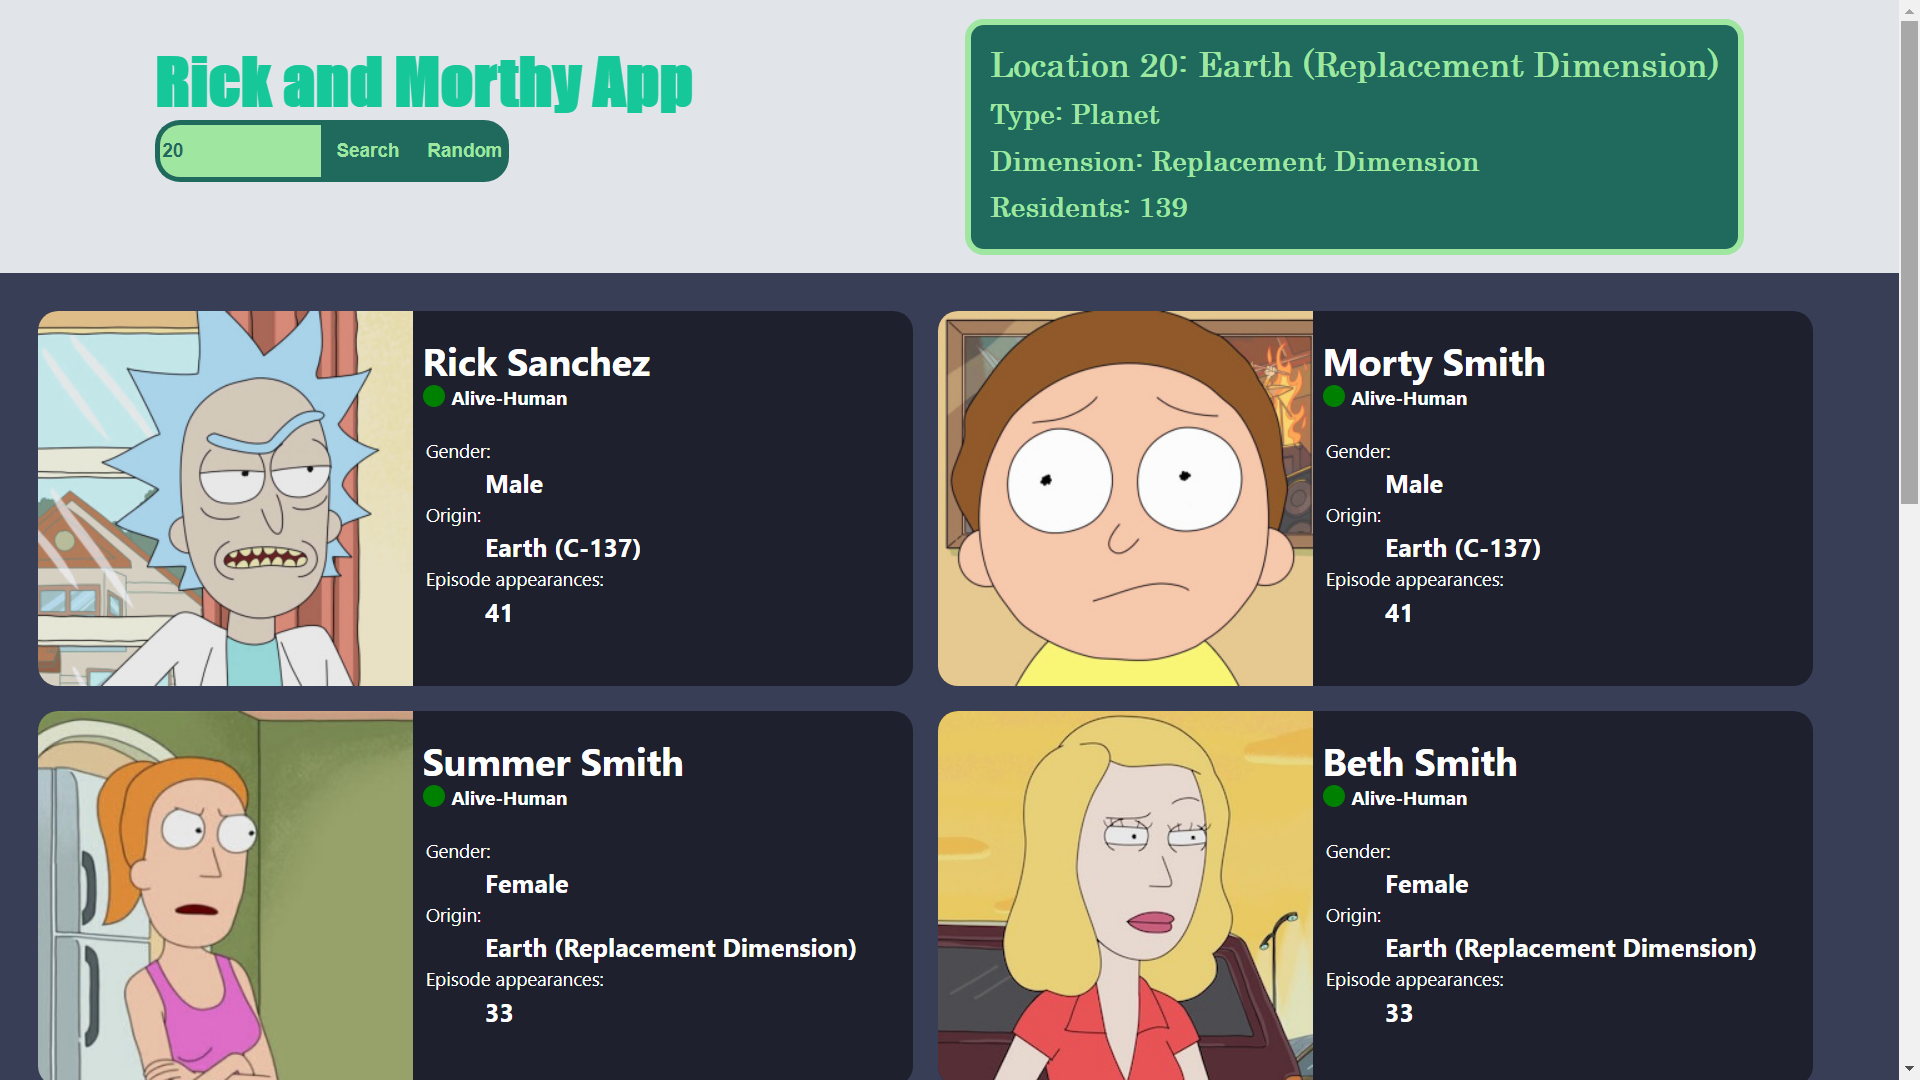 Rick and Morthy App
20 Search Random
Location 20: Earth (Replacement Dimension)
Type: Planet
Dimension: Replacement Dimension
Residents: 139
Rick Sanchez
Alive-Human
Gender:
Male
Origin:
Earth (C-137)
Episode appearances:
41
Morty Smith
Alive-Human
Gender:
Male
Origin:
Earth (C-137)
Episode appearances:
41
Summer Smith
Alive-Human
Gender:
Female
Origin:
Earth (Replacement Dimension)
Episode appearances:
33
Beth Smith
Alive-Human
Gender:
Female
Origin:
Earth (Replacement Dimension)
Episode appearances:
33